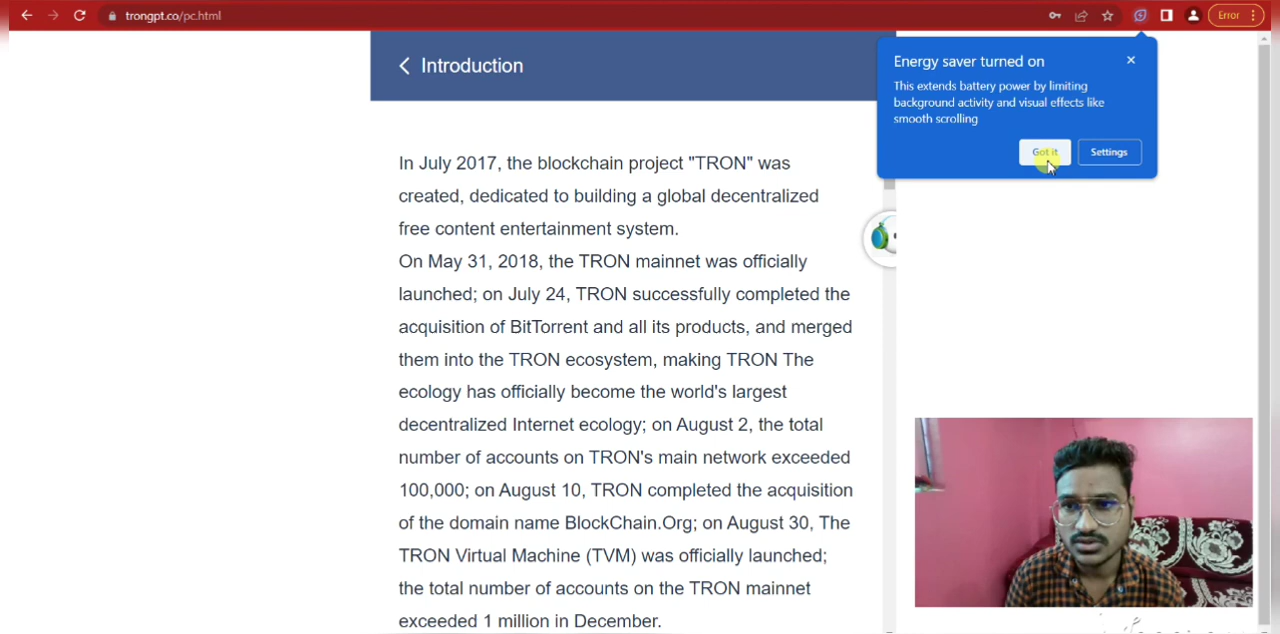 trongpt.co/pc.html
Error
Introduction
Energy saver turned on
This extends battery power by limiting
background activity and visual effects like
smooth scrolling
Got it
Settings
In July 2017, the blockchain project "TRON" was
created, dedicated to building a global decentralized
free content entertainment system.
On May 31, 2018, the TRON mainnet was officially
launched; on July 24, TRON successfully completed the
acquisition of BitTorrent and all its products, and merged
them into the TRON ecosystem, making TRON The
ecology has officially become the world's largest
decentralized Internet ecology; on August 2, the total
number of accounts on TRON's main network exceeded
100,000; on August 10, TRON completed the acquisition
of the domain name BlockChain.Org; on August 30, The
TRON Virtual Machine (TVM) was officially launched;
the total number of accounts on the TRON mainnet
exceeded 1 million in December.